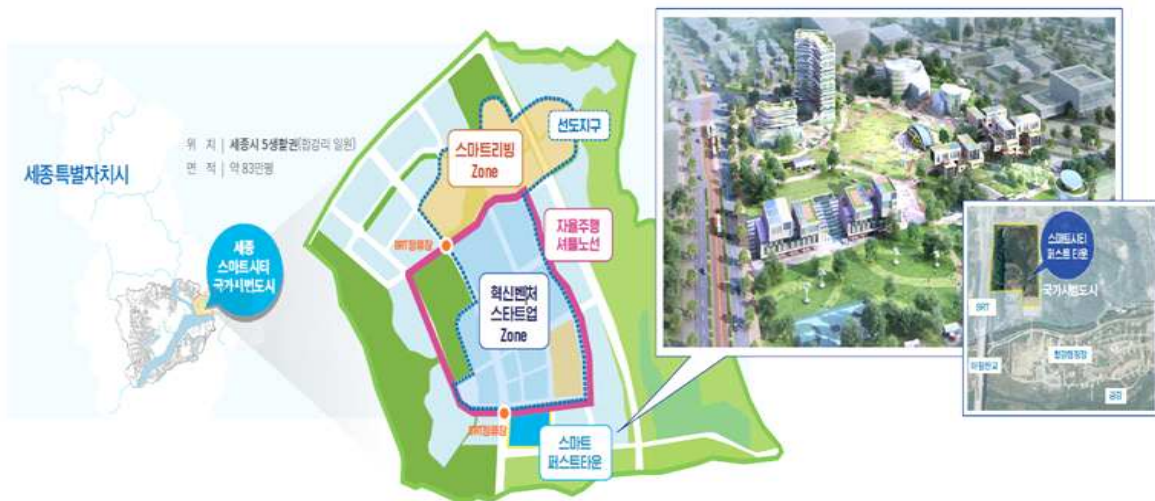 세종특별자치시
위 치 | 세종시 5생활권(합강리 일원)
면 적 | 약 83만평
세종
스마트시티
국가시범도시
스마트리빙
Zone
선도지구
자율주행
셔틀노선
BRT정류장
혁신벤처
스타트업
Zone
BRT정류장
스마트
퍼스트타운
스마트시티
퍼스트 타운
국가시범도시
BRT
합강캠핑장
금강